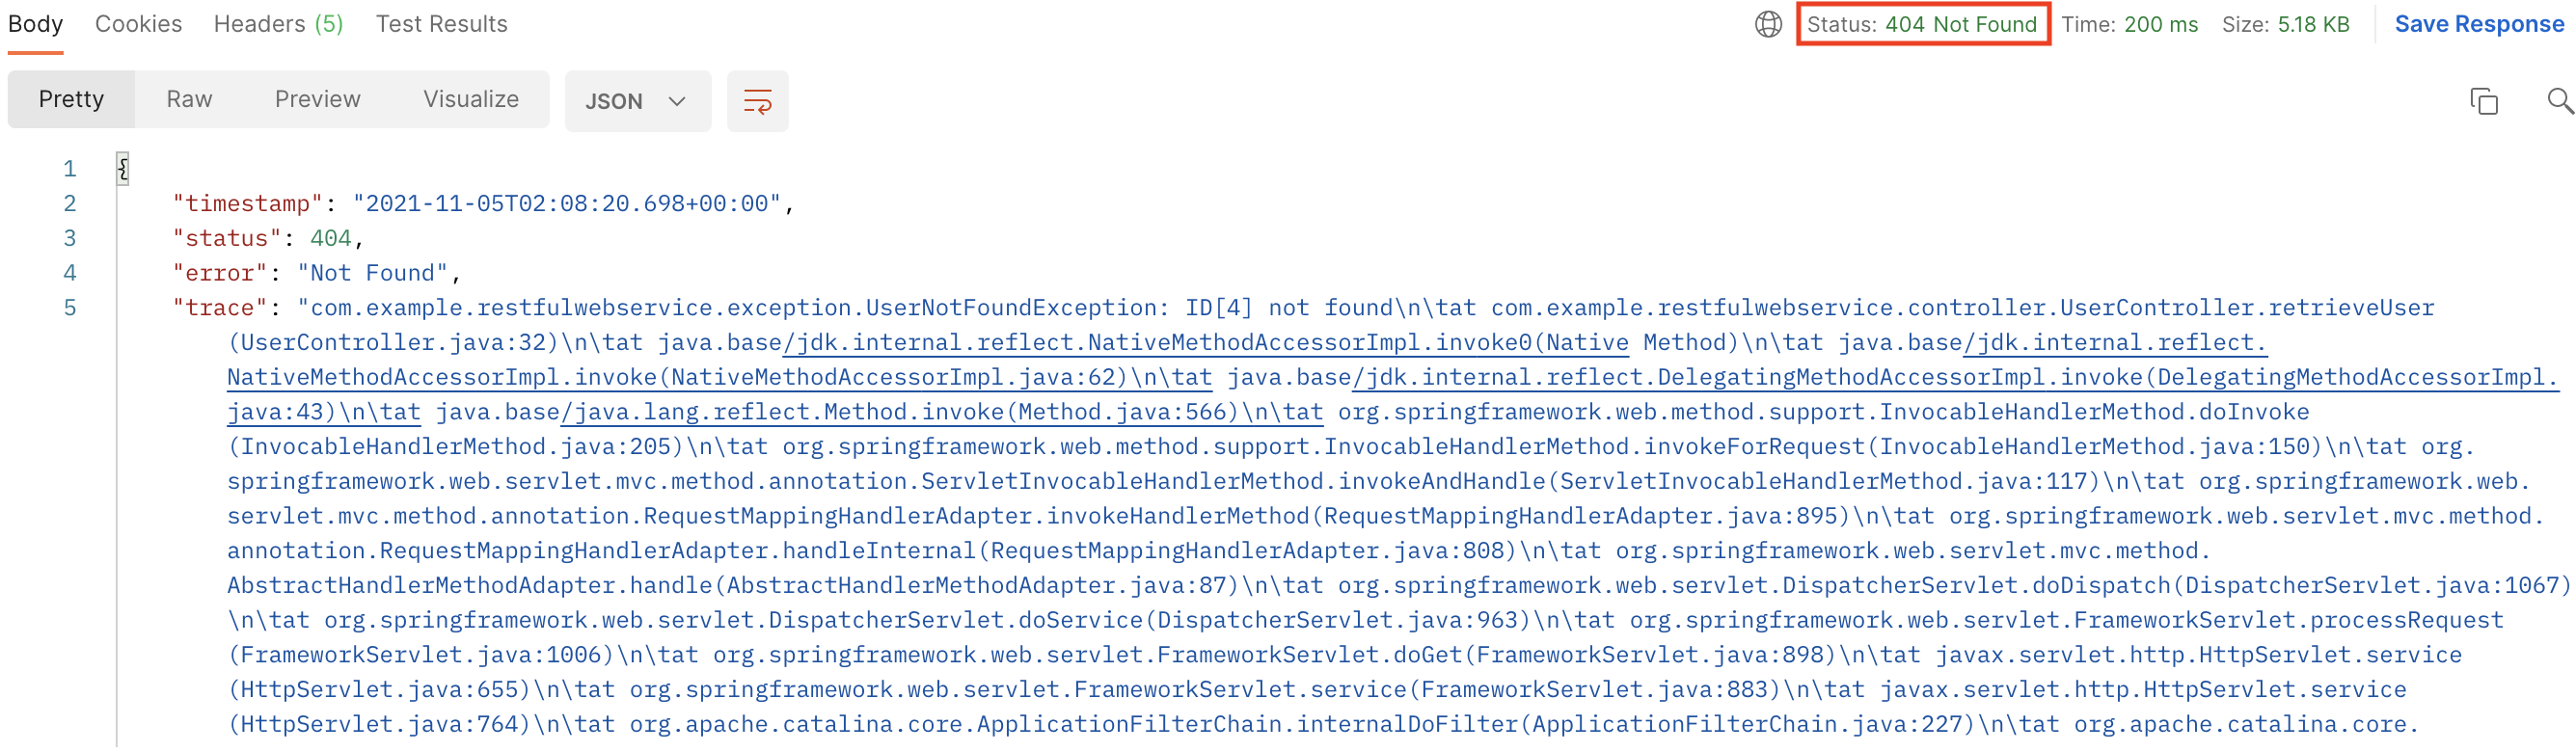 Body Cookies Headers (5) Test Results Status: 404 Not Found Time: 200 ms Size: 5.18 KB Save Response
Pretty Raw Preview Visualize JSON
1 {
2 "timestamp": "2021-11-05T02:08:20.698+00:00",
3 "status": 404,
4 "error": "Not Found",
5 "trace": "com.example.restfulwebservice.exception.UserNotFoundException: ID[4] not found\n\tat com.example.restfulwebservice.controller.UserController.retrieveUser
(UserController.java:32)\n\tat java.base/jdk.internal.reflect.NativeMethodAccessorImpl.invoke0(Native Method)\n\tat java.base/jdk.internal.reflect.
NativeMethodAccessorImpl.invoke(NativeMethodAccessorImpl.java:62)\n\tat java.base/jdk.internal.reflect.DelegatingMethodAccessorImpl.invoke(DelegatingMethodAccessorImpl.
java:43)\n\tat java.base/java.lang.reflect.Method.invoke(Method.java:566)\n\tat org.springframework.web.method.support.InvocableHandlerMethod.doInvoke
(InvocableHandlerMethod.java:205)\n\tat org.springframework.web.method.support.InvocableHandlerMethod.invokeForRequest(InvocableHandlerMethod.java:150)\n\tat org.
springframework.web.servlet.mvc.method.annotation.ServletInvocableHandlerMethod.invokeAndHandle(ServletInvocableHandlerMethod.java:117)\n\tat org.springframework.web.
servlet.mvc.method.annotation.RequestMappingHandlerAdapter.invokeHandlerMethod(RequestMappingHandlerAdapter.java:895)\n\tat org.springframework.web.servlet.mvc.method.
annotation.RequestMappingHandlerAdapter.handleInternal(RequestMappingHandlerAdapter.java:808)\n\tat org.springframework.web.servlet.mvc.method.
AbstractHandlerMethodAdapter.handle(AbstractHandlerMethodAdapter.java:87)\n\tat org.springframework.web.servlet.DispatcherServlet.doDispatch(DispatcherServlet.java:1067)
\n\tat org.springframework.web.servlet.DispatcherServlet.doService(DispatcherServlet.java:963)\n\tat org.springframework.web.servlet.FrameworkServlet.processRequest
(FrameworkServlet.java:1006)\n\tat org.springframework.web.servlet.FrameworkServlet.doGet(FrameworkServlet.java:898)\n\tat javax.servlet.http.HttpServlet.service
(HttpServlet.java:655)\n\tat org.springframework.web.servlet.FrameworkServlet.service(FrameworkServlet.java:883)\n\tat javax.servlet.http.HttpServlet.service
(HttpServlet.java:764)\n\tat org.apache.catalina.core.ApplicationFilterChain.internalDoFilter(ApplicationFilterChain.java:227)\n\tat org.apache.catalina.core.